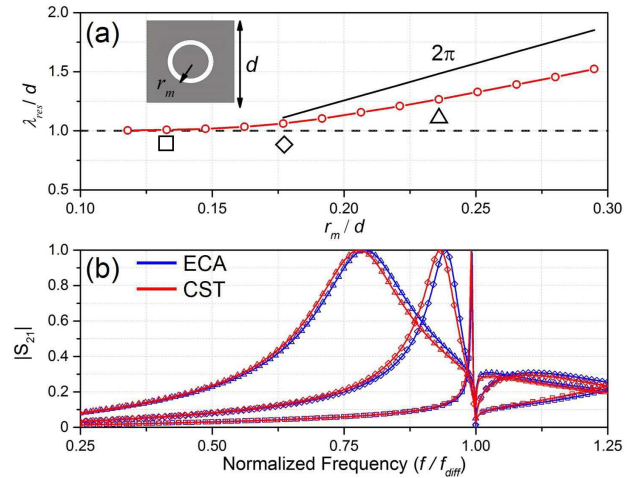 (a)
r_m
d
2π
λ_res / d
2.0
1.5
1.0
0.5
0.10 0.15 0.20 0.25 0.30
r_m / d
(b)
ECA
CST
|S_21|
1.0
0.8
0.6
0.4
0.2
0
0.25 0.50 0.75 1.00 1.25
Normalized Frequency (f / f_diff)